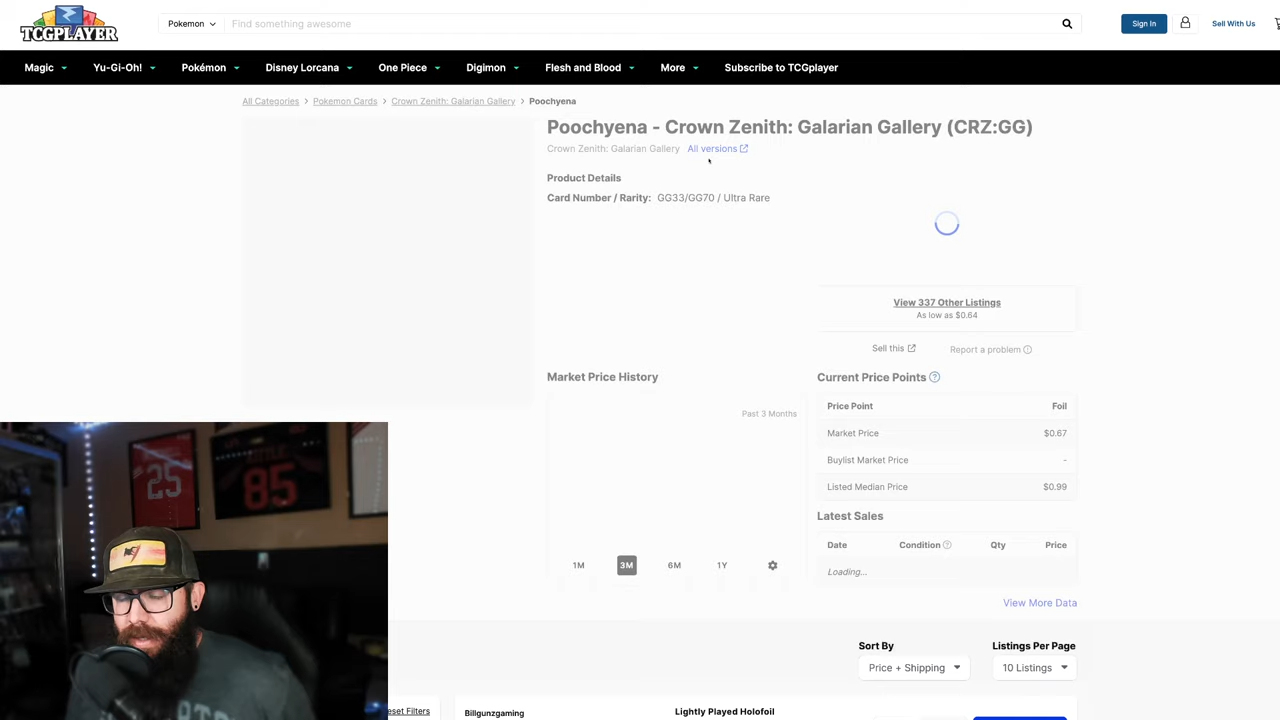 TCGPLAYER
Pokemon
Find something awesome
Sign In
Sell With Us
Magic
Yu-Gi-Oh!
Pokémon
Disney Lorcana
One Piece
Digimon
Flesh and Blood
More
Subscribe to TCGplayer
All Categories > Pokemon Cards > Crown Zenith: Galarian Gallery > Poochyena
Poochyena - Crown Zenith: Galarian Gallery (CRZ:GG)
Crown Zenith: Galarian Gallery All versions
Product Details
Card Number / Rarity: GG33/GG70 / Ultra Rare
View 337 Other Listings
As low as $0.64
Sell this
Report a problem
Market Price History
Past 3 Months
1M
3M
6M
1Y
Current Price Points
Price Point Foil
Market Price $0.67
Buylist Market Price -
Listed Median Price $0.99
Latest Sales
Date Condition Qty Price
Loading...
View More Data
Sort By
Price + Shipping
Listings Per Page
10 Listings
eset Filters
Billgunzgaming
Lightly Played Holofoil
25
85